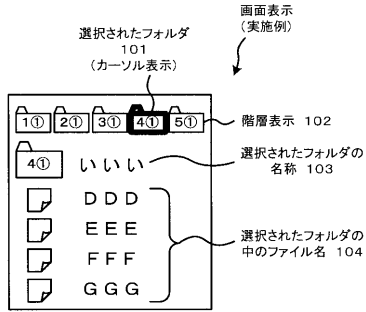 画面表示
(実施例)
選択されたフォルダ
101
(カーソル表示)
1① 2① 3① 4① 5①
階層表示 102
4① いいい
選択されたフォルダの
名称 103
DDD
EEE
FFF
GGG
選択されたフォルダの
中のファイル名 104